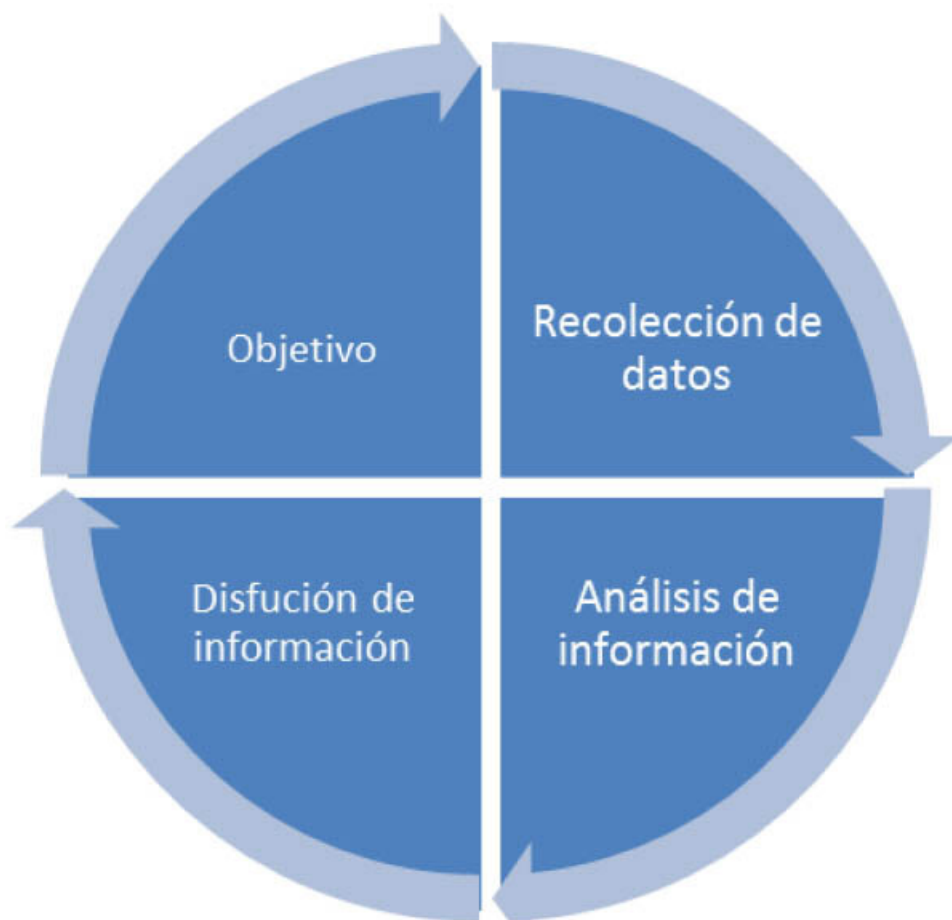 Objetivo
Recolección de
datos
Disfución de
información
Análisis de
información